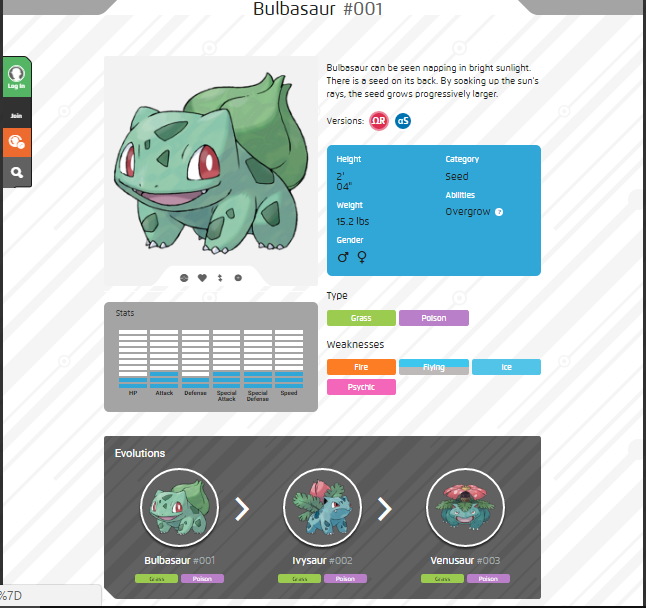 Bulbasaur #001
Log In
Join
Bulbasaur can be seen napping in bright sunlight.
There is a seed on its back. By soaking up the sun's
rays, the seed grows progressively larger.
Versions: ΩR αS
Height
2'
04"
Weight
15.2 lbs
Gender
♂ ♀
Category
Seed
Abilities
Overgrow ?
Type
Grass Poison
Weaknesses
Fire Flying Ice
Psychic
Stats
HP Attack Defense Special Attack Special Defense Speed
Evolutions
Bulbasaur #001
Grass Poison
Ivysaur #002
Grass Poison
Venusaur #003
Grass Poison
%7D